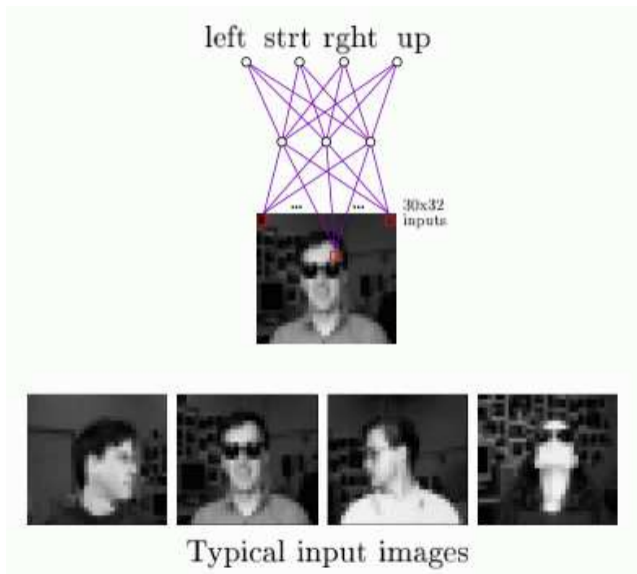 left strt rght up
... ...
30x32
inputs
Typical input images